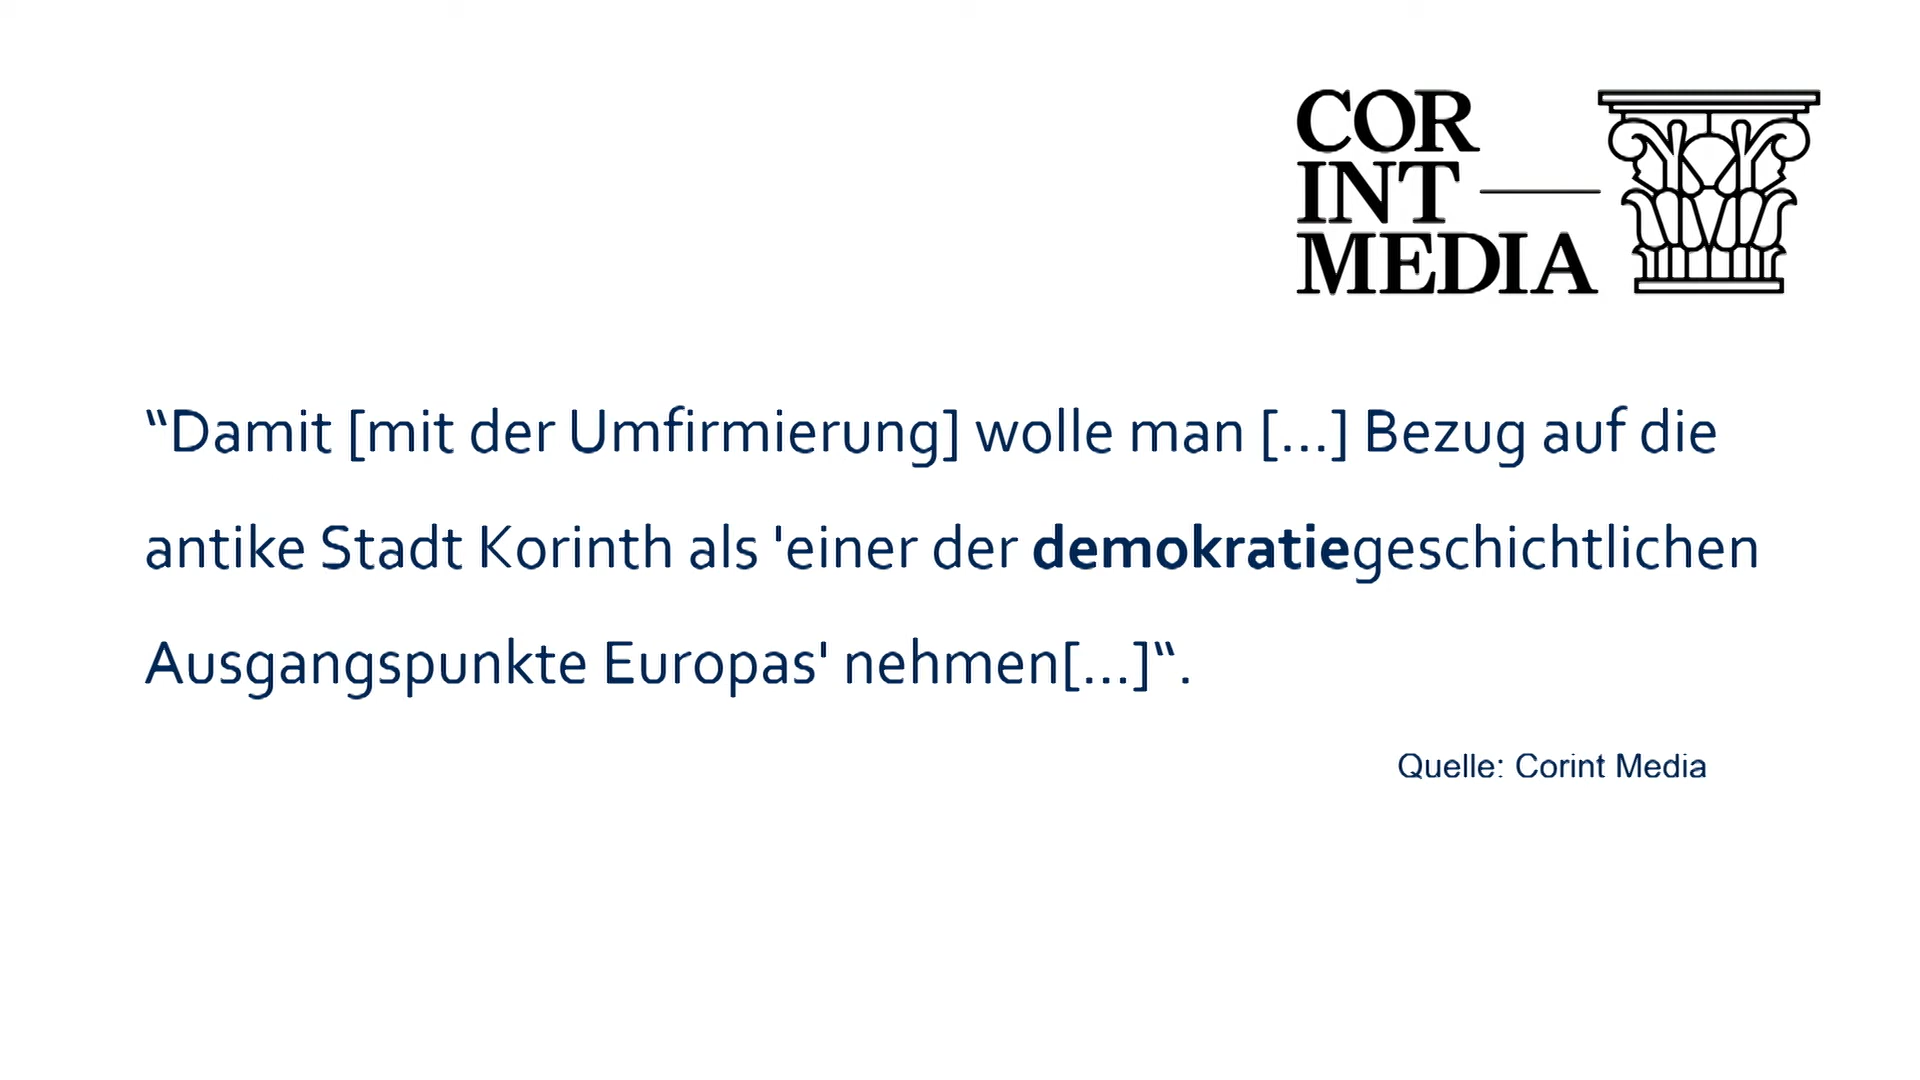 COR
INT
MEDIA
“Damit [mit der Umfirmierung] wolle man [...] Bezug auf die
antike Stadt Korinth als 'einer der demokratiegeschichtlichen
Ausgangspunkte Europas' nehmen[...]“.
Quelle: Corint Media